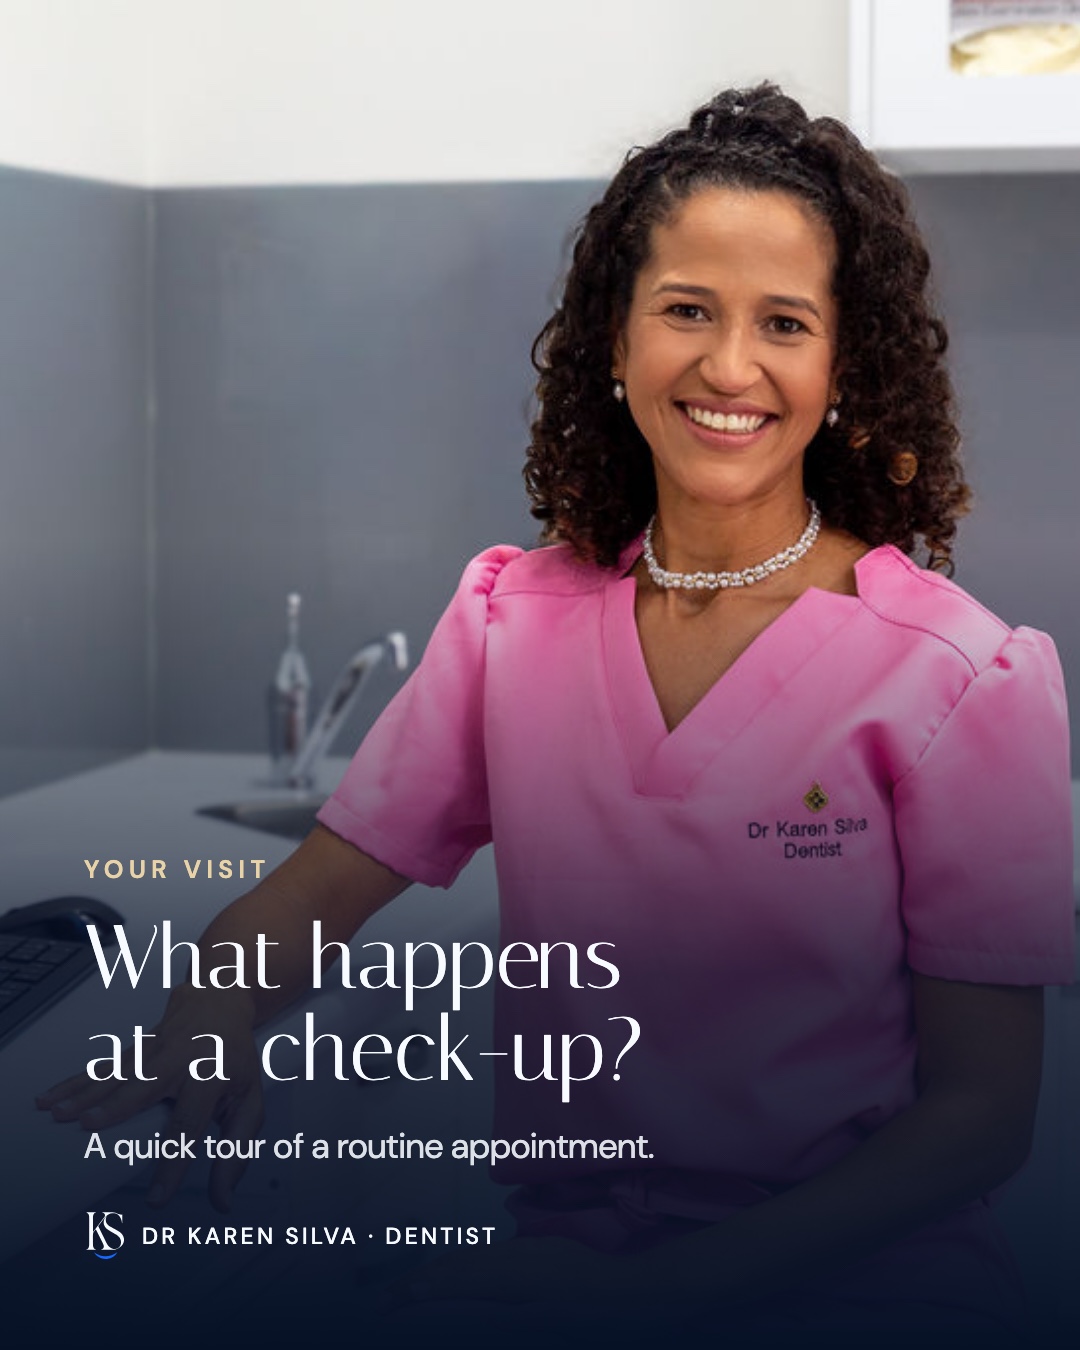 Dr Karen Silva
Dentist
YOUR VISIT
What happens
at a check-up?
A quick tour of a routine appointment.
KS DR KAREN SILVA · DENTIST